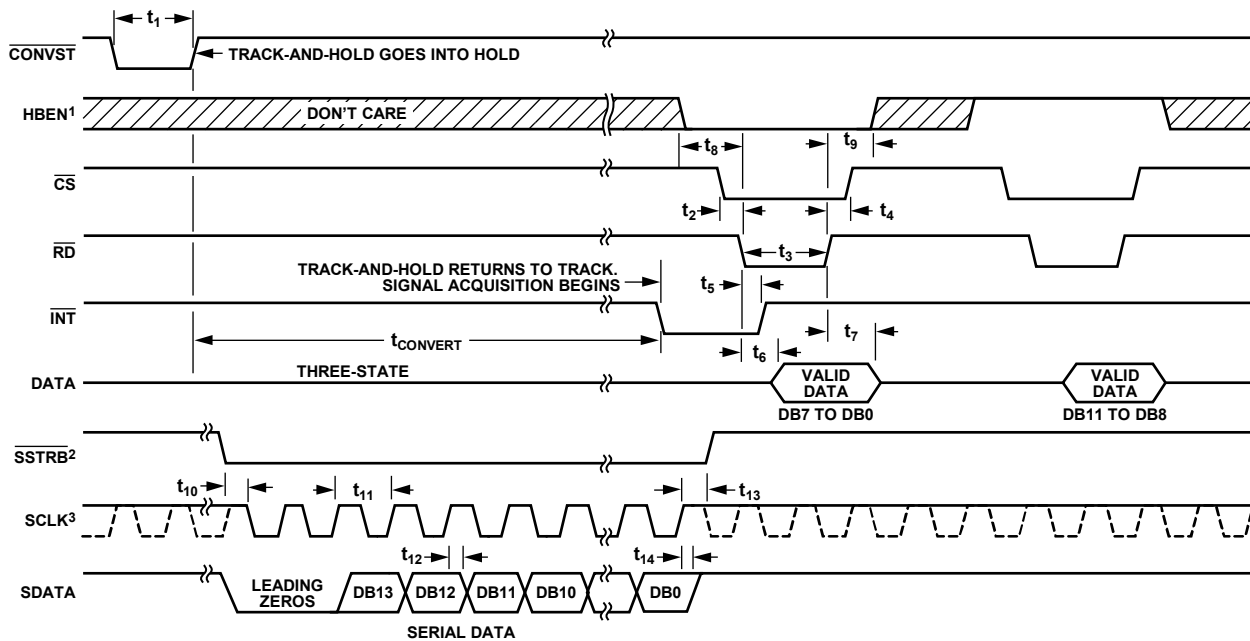 t1
CONVST
TRACK-AND-HOLD GOES INTO HOLD
HBEN1
DON'T CARE
t8
t9
CS
t2
t4
RD
t3
TRACK-AND-HOLD RETURNS TO TRACK.
SIGNAL ACQUISITION BEGINS
t5
INT
tCONVERT
t7
t6
THREE-STATE
DATA
VALID
DATA
VALID
DATA
DB7 TO DB0
DB11 TO DB8
SSTRB2
t10
t11
t13
SCLK3
t12
t14
SDATA
LEADING
ZEROS
DB13
DB12
DB11
DB10
DB0
SERIAL DATA